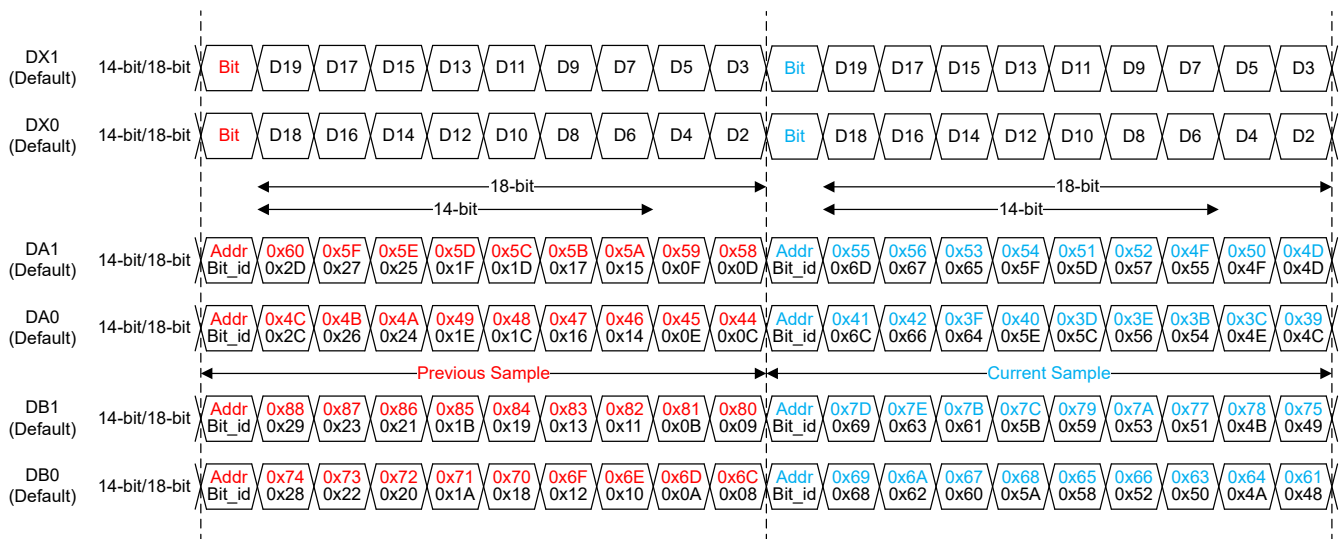 DX1
(Default)
14-bit/18-bit
Bit D19 D17 D15 D13 D11 D9 D7 D5 D3 Bit D19 D17 D15 D13 D11 D9 D7 D5 D3
DX0
(Default)
14-bit/18-bit
Bit D18 D16 D14 D12 D10 D8 D6 D4 D2 Bit D18 D16 D14 D12 D10 D8 D6 D4 D2
18-bit 18-bit
14-bit 14-bit
DA1
(Default)
14-bit/18-bit
Addr 0x60 0x5F 0x5E 0x5D 0x5C 0x5B 0x5A 0x59 0x58 Addr 0x55 0x56 0x53 0x54 0x51 0x52 0x4F 0x50 0x4D
Bit_id 0x2D 0x27 0x25 0x1F 0x1D 0x17 0x15 0x0F 0x0D Bit_id 0x6D 0x67 0x65 0x5F 0x5D 0x57 0x55 0x4F 0x4D
DA0
(Default)
14-bit/18-bit
Addr 0x4C 0x4B 0x4A 0x49 0x48 0x47 0x46 0x45 0x44 Addr 0x41 0x42 0x3F 0x40 0x3D 0x3E 0x3B 0x3C 0x39
Bit_id 0x2C 0x26 0x24 0x1E 0x1C 0x16 0x14 0x0E 0x0C Bit_id 0x6C 0x66 0x64 0x5E 0x5C 0x56 0x54 0x4E 0x4C
Previous Sample Current Sample
DB1
(Default)
14-bit/18-bit
Addr 0x88 0x87 0x86 0x85 0x84 0x83 0x82 0x81 0x80 Addr 0x7D 0x7E 0x7B 0x7C 0x79 0x7A 0x77 0x78 0x75
Bit_id 0x29 0x23 0x21 0x1B 0x19 0x13 0x11 0x0B 0x09 Bit_id 0x69 0x63 0x61 0x5B 0x59 0x53 0x51 0x4B 0x49
DB0
(Default)
14-bit/18-bit
Addr 0x74 0x73 0x72 0x71 0x70 0x6F 0x6E 0x6D 0x6C Addr 0x69 0x6A 0x67 0x68 0x65 0x66 0x63 0x64 0x61
Bit_id 0x28 0x22 0x20 0x1A 0x18 0x12 0x10 0x0A 0x08 Bit_id 0x68 0x62 0x60 0x5A 0x58 0x52 0x50 0x4A 0x48